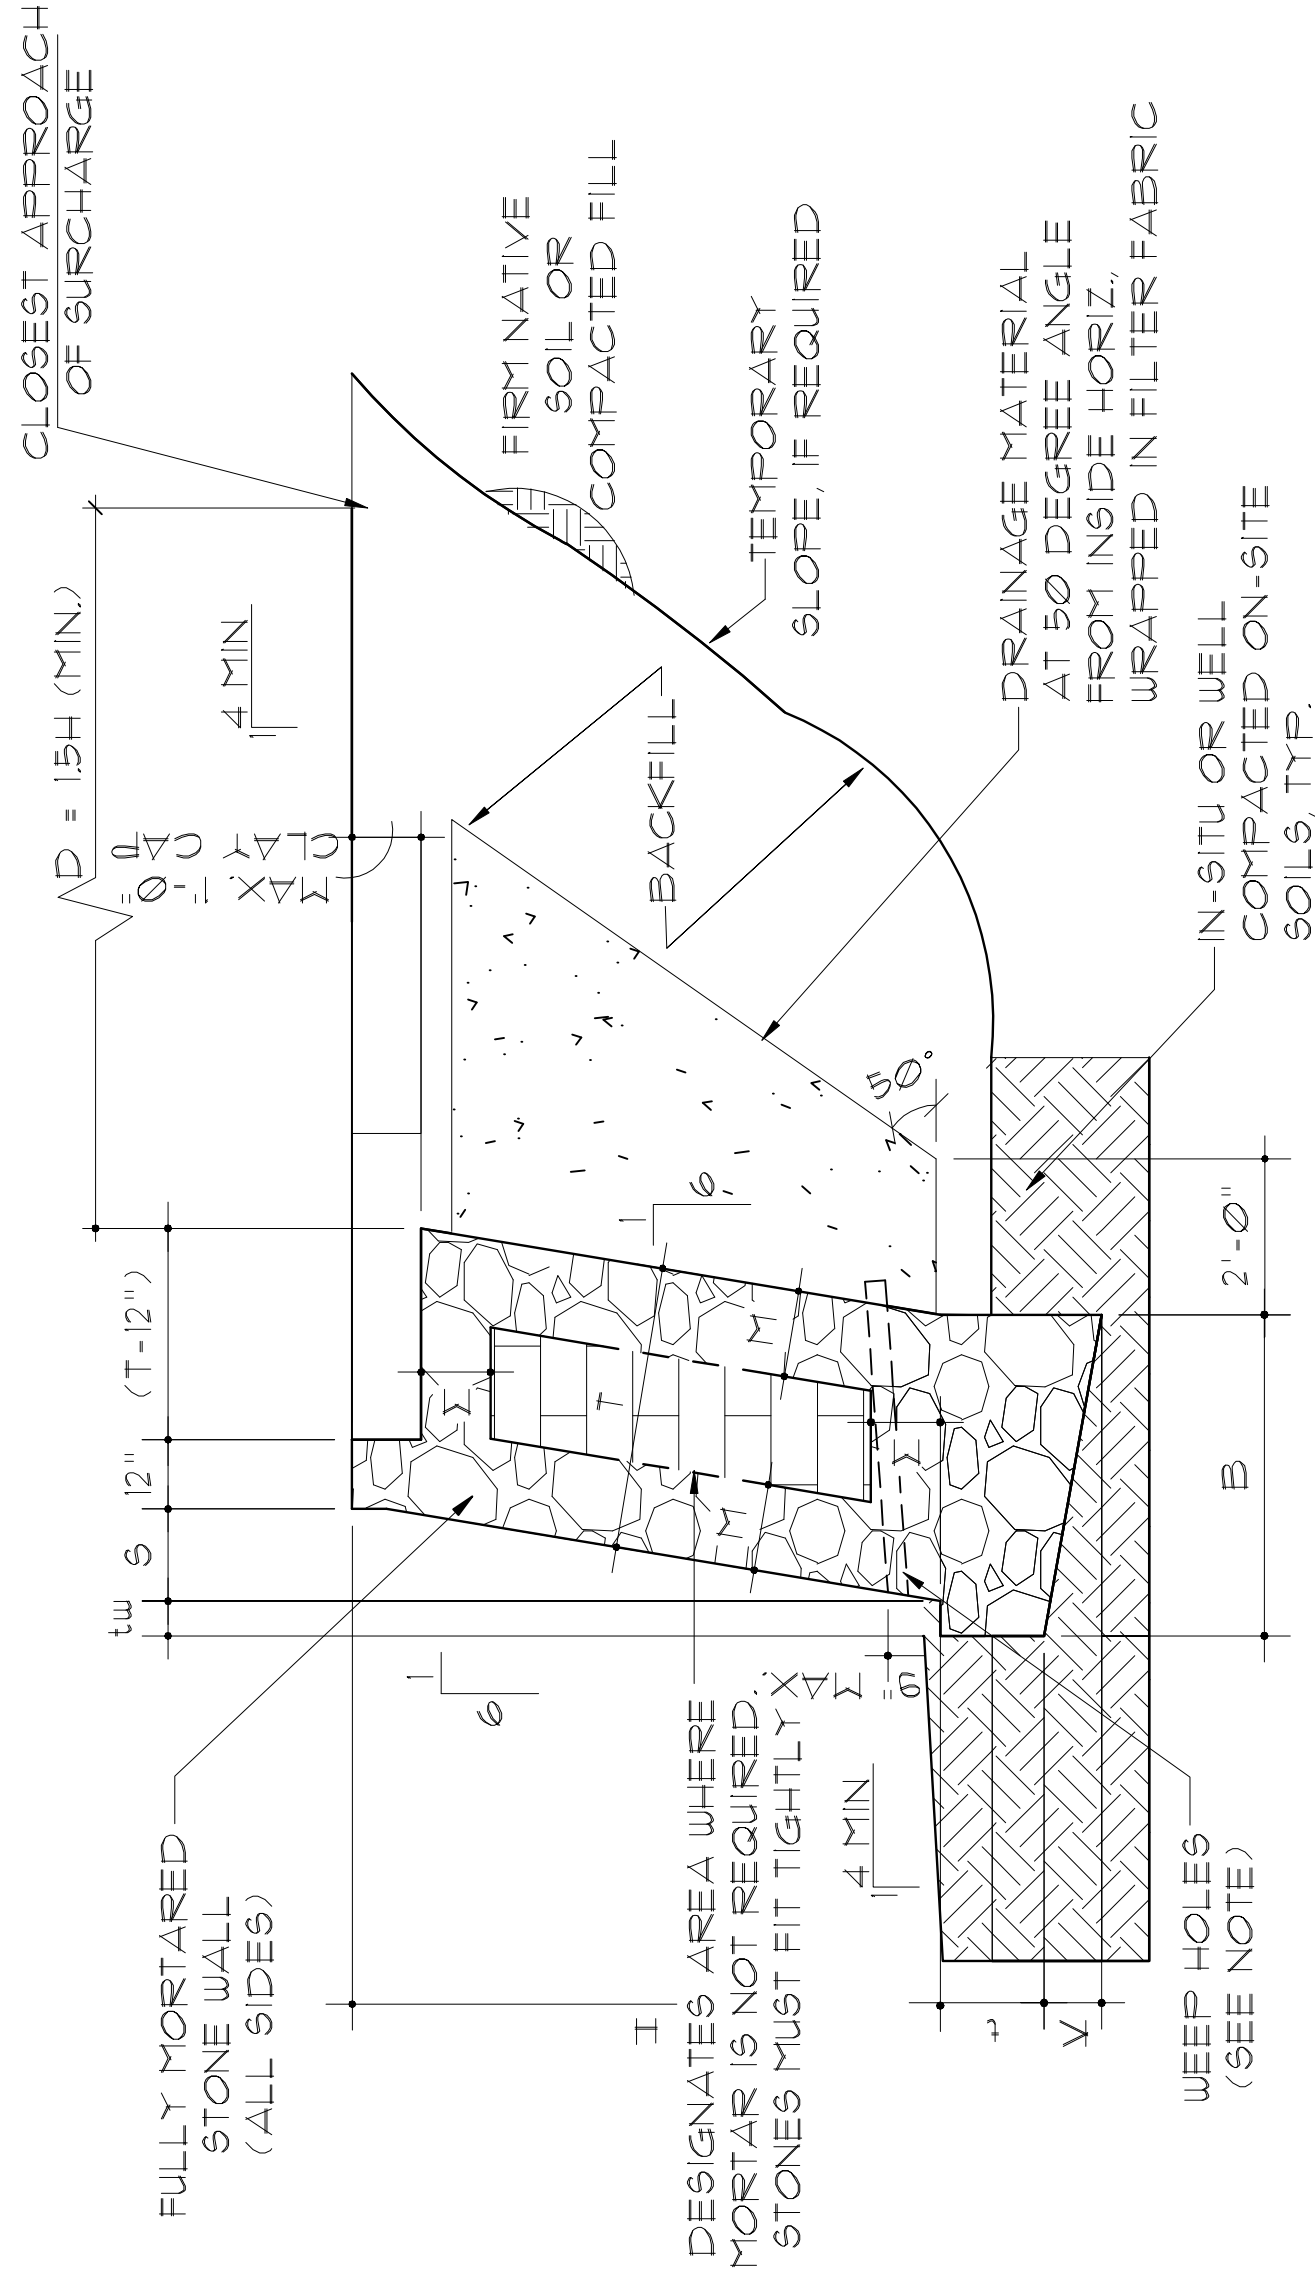 CLOSEST APPROACH
OF SURCHARGE
D = 1.5H (MIN.)
4 MIN
1
1'-Ø"
CLAY CAP
MAX.
FIRM NATIVE
SOIL OR
COMPACTED FILL
TEMPORARY
SLOPE, IF REQUIRED
BACKFILL
DRAINAGE MATERIAL
AT 5Ø DEGREE ANGLE
FROM INSIDE HORIZ.,
WRAPPED IN FILTER FABRIC
IN-SITU OR WELL
COMPACTED ON-SITE
SOILS, TYP.
5Ø°
2'-Ø"
B
(T-12")
12"
S
tw
1
6
M
T
M
M
M
1
6
FULLY MORTARED
STONE WALL
(ALL SIDES)
H
DESIGNATES AREA WHERE
MORTAR IS NOT REQUIRED.
STONES MUST FIT TIGHTLY.
6"
MAX.
4 MIN
1
t
K
WEEP HOLES
(SEE NOTE)